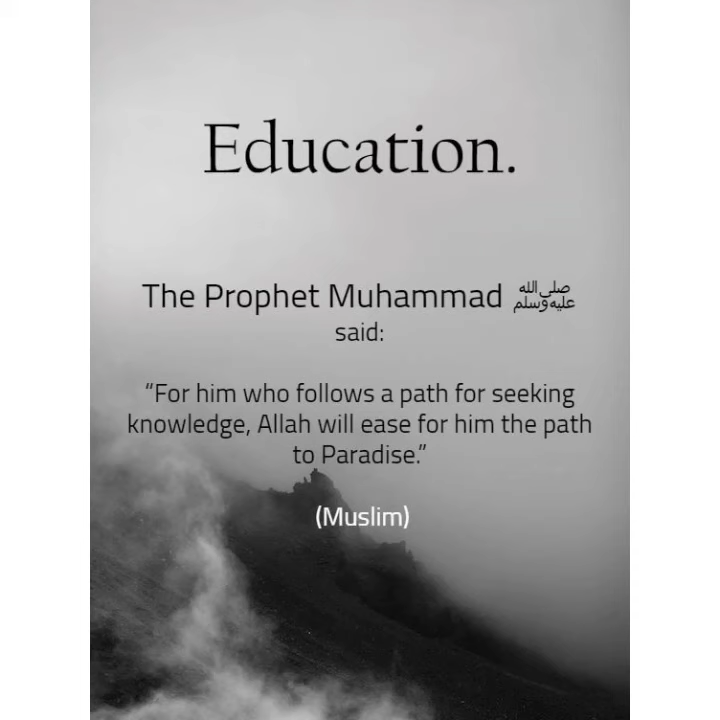 Education.
The Prophet Muhammad ﷺ
said:
“For him who follows a path for seeking
knowledge, Allah will ease for him the path
to Paradise.”
(Muslim)